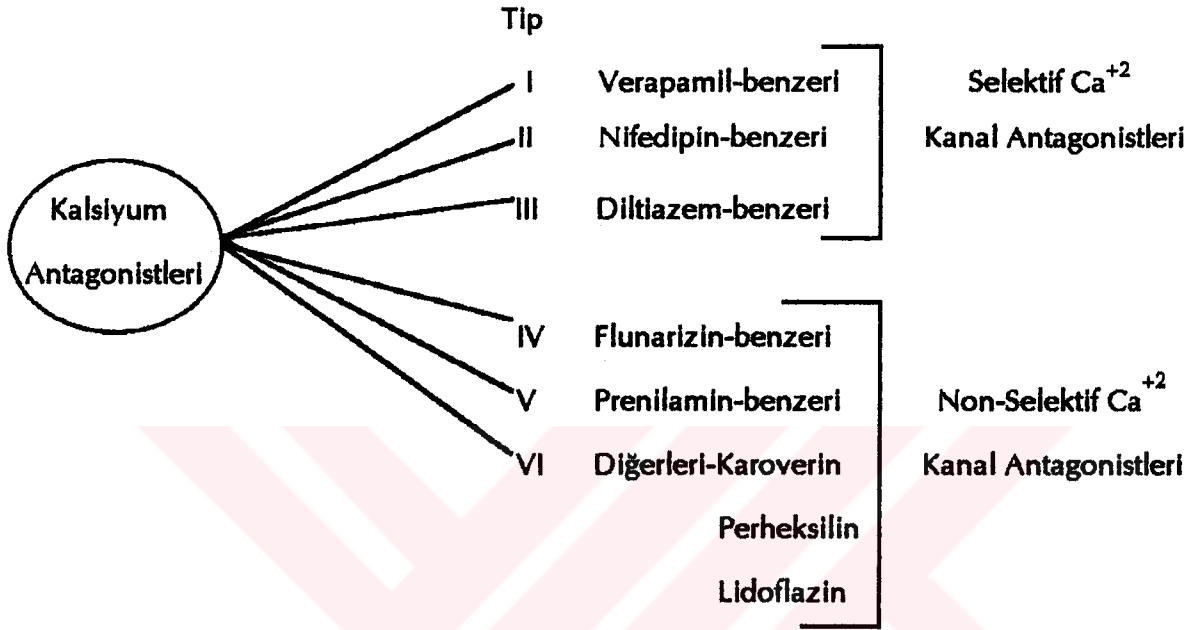 Tip
I Verapamil-benzeri Selektif Ca+2
II Nifedipin-benzeri Kanal Antagonistleri
III Diltiazem-benzeri
Kalsiyum
Antagonistleri
IV Flunarizin-benzeri
V Prenilamin-benzeri Non-Selektif Ca+2
VI Diğerleri-Karoverin Kanal Antagonistleri
Perheksilin
Lidoflazin